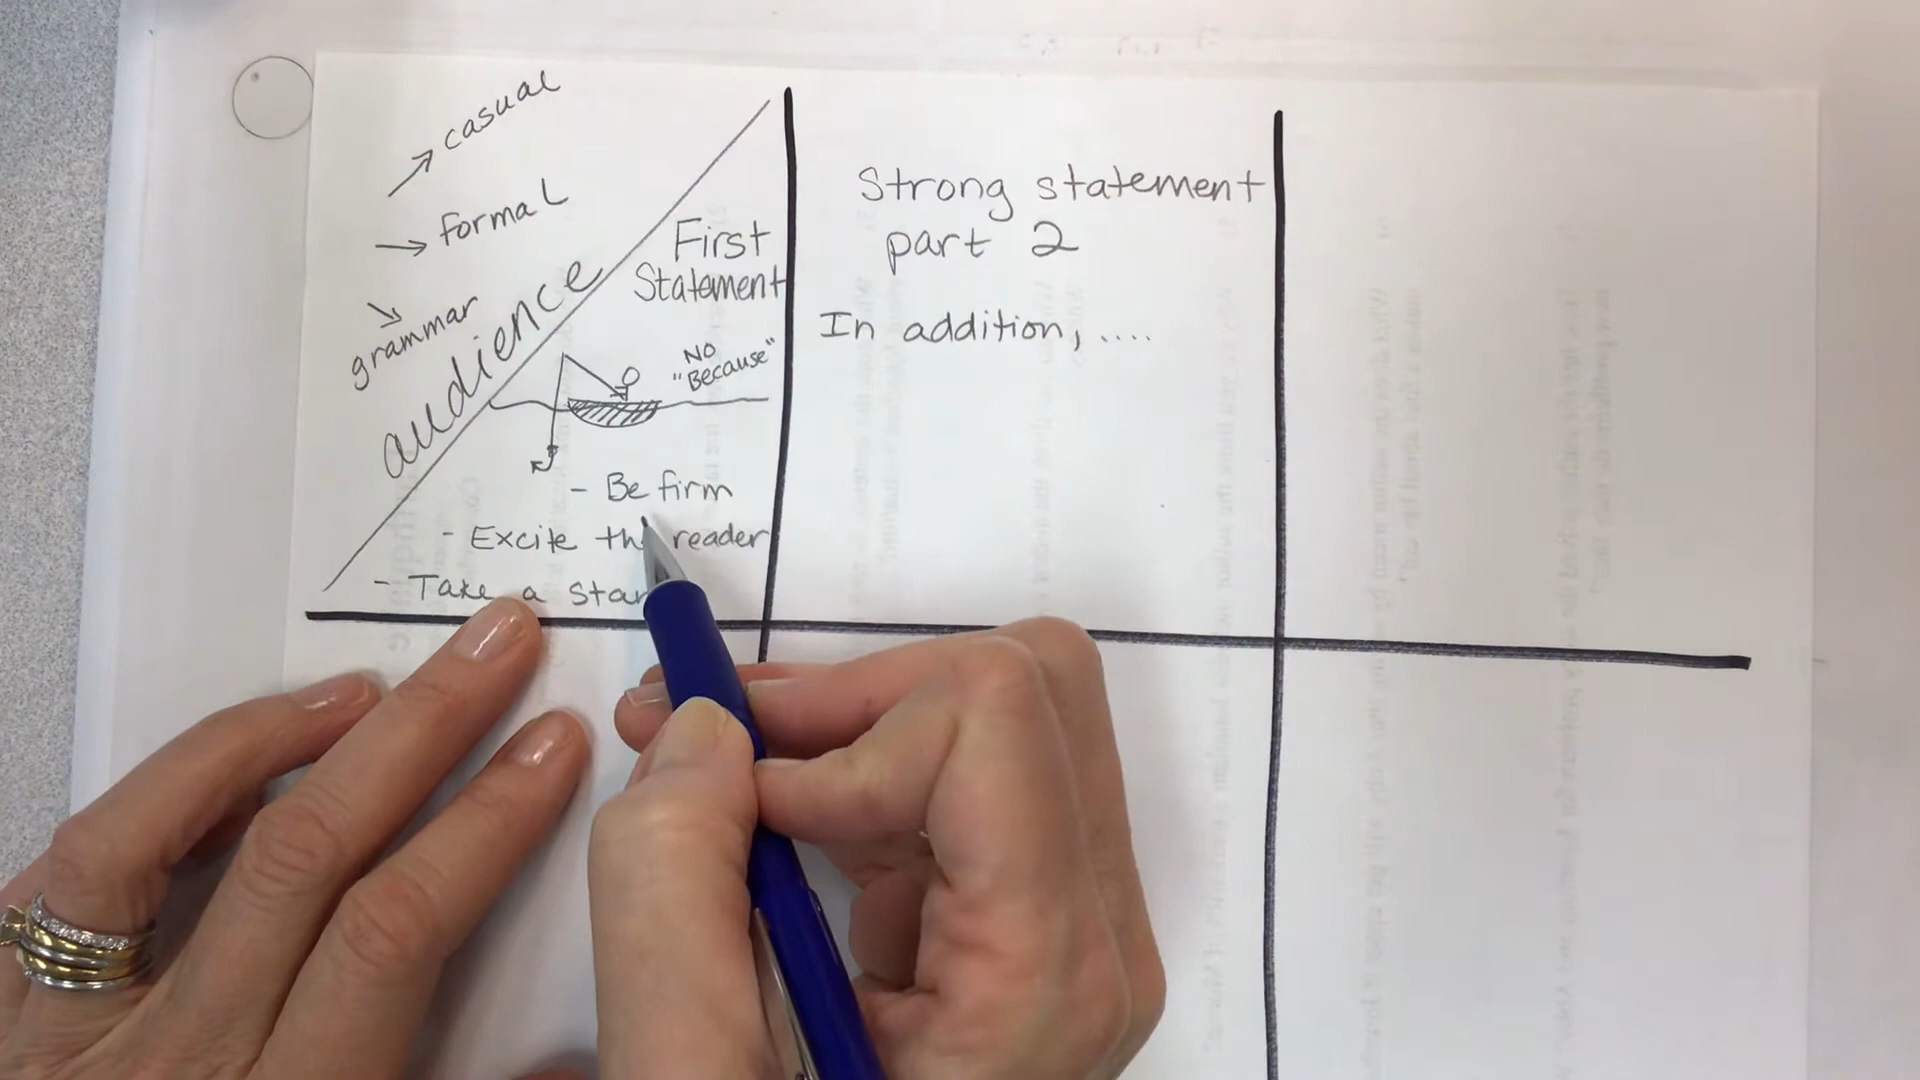 casual
formal
grammar
audience
First
Statement
NO
"Because"
- Be firm
- Excite the reader
- Take a
Strong statement
part 2
In addition, ....